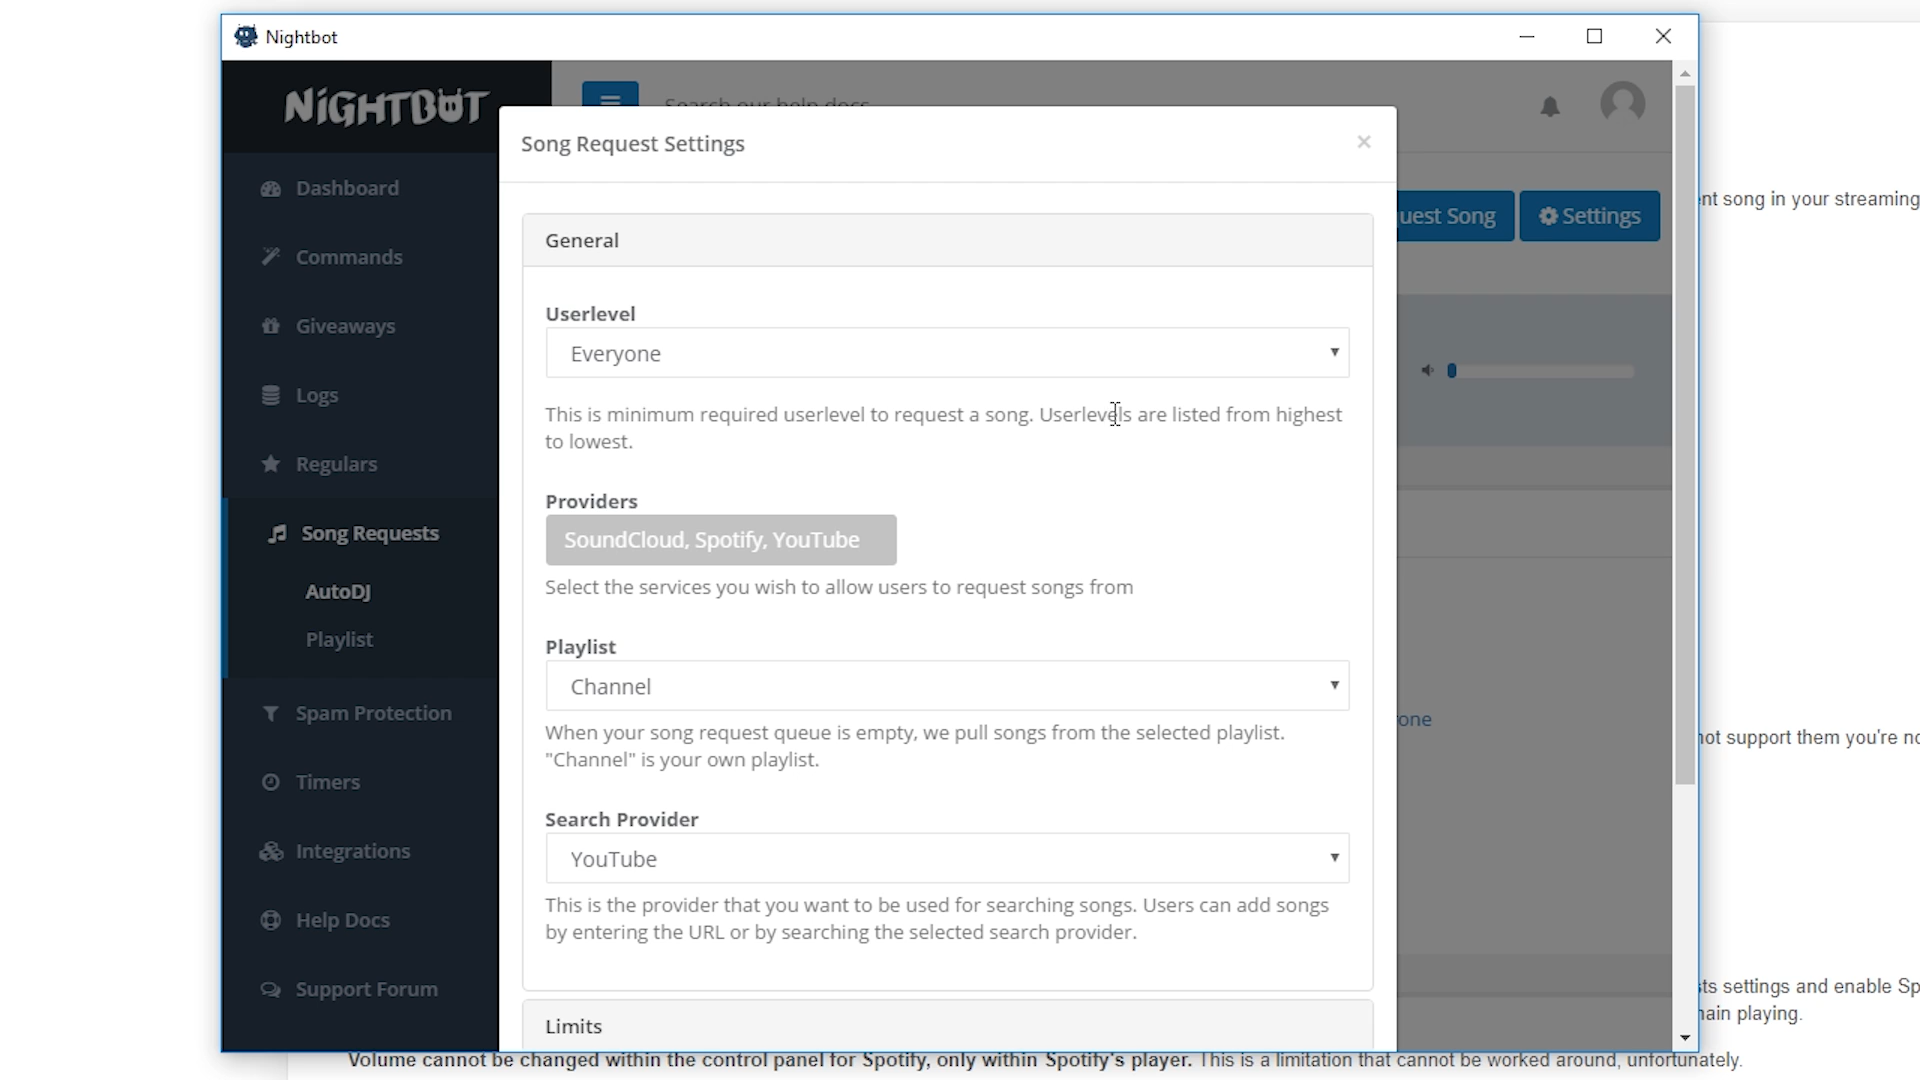 Nightbot
NiGHTBOT
Search our help docs
Song Request Settings
×
Dashboard
Commands
Giveaways
Logs
Regulars
Song Requests
AutoDJ
Playlist
Spam Protection
Timers
Integrations
Help Docs
Support Forum
General
Userlevel
Everyone
This is minimum required userlevel to request a song. Userlevels are listed from highest
to lowest.
Providers
SoundCloud, Spotify, YouTube
Select the services you wish to allow users to request songs from
Playlist
Channel
When your song request queue is empty, we pull songs from the selected playlist.
"Channel" is your own playlist.
Search Provider
YouTube
This is the provider that you want to be used for searching songs. Users can add songs
by entering the URL or by searching the selected search provider.
Limits
uest Song
Settings
one
nt song in your streaming
not support them you're no
ts settings and enable Sp
main playing.
Volume cannot be changed within the control panel for Spotify, only within Spotify's player. This is a limitation that cannot be worked around, unfortunately.